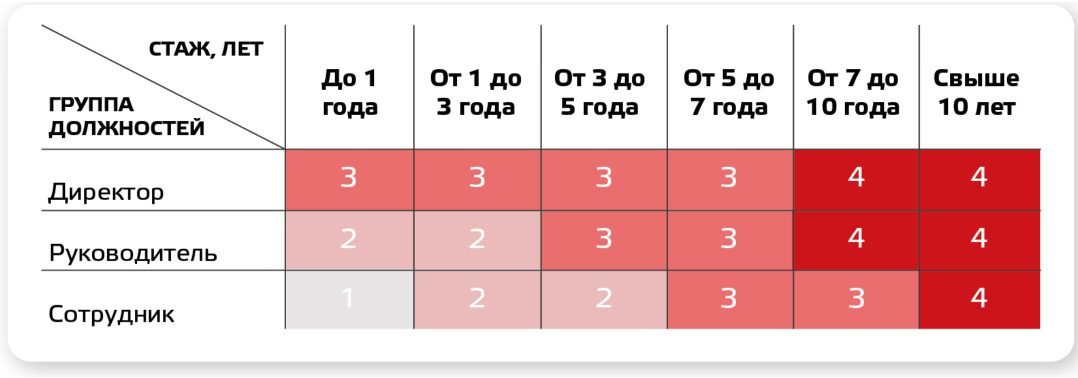 СТАЖ, ЛЕТ
ГРУППА
ДОЛЖНОСТЕЙ
До 1
года
От 1 до
3 года
От 3 до
5 года
От 5 до
7 года
От 7 до
10 года
Свыше
10 лет
Директор 3 3 3 3 4 4
Руководитель 2 2 3 3 4 4
Сотрудник 1 2 2 3 3 4